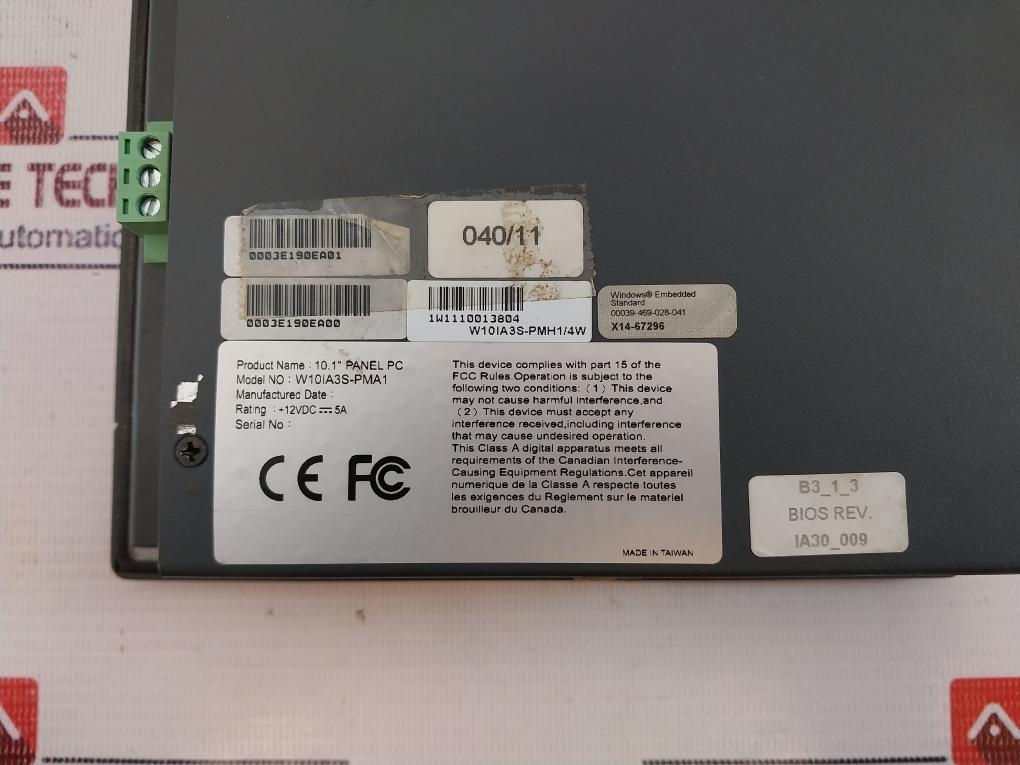 E TECH
utomatic
0003E190EA01
040/11
0003E190EA00
1W1110013804
W10IA3S-PMH1/4W
Windows® Embedded
Standard
00039-469-028-041
X14-67296
Product Name : 10.1" PANEL PC
Model NO : W10IA3S-PMA1
Manufactured Date :
Rating : +12VDC ⎓ 5A
Serial No :
CE FC
This device complies with part 15 of the
FCC Rules.Operation is subject to the
following two conditions: (1) This device
may not cause harmful interference,and
(2) This device must accept any
interference received,including interference
that may cause undesired operation.
This Class A digital apparatus meets all
requirements of the Canadian Interference-
Causing Equipment Regulations.Cet appareil
numerique de la Classe A respecte toutes
les exigences du Reglement sur le materiel
brouilleur du Canada.
MADE IN TAIWAN
B3_1_3
BIOS REV.
IA30_009